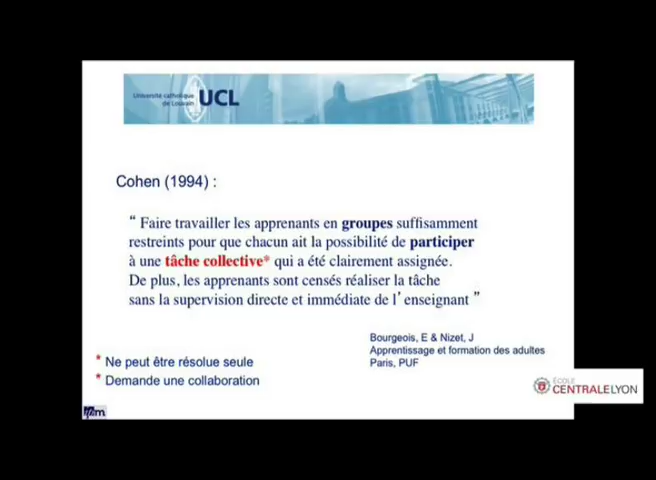 Université catholique
de Louvain
UCL
Cohen (1994) :
“ Faire travailler les apprenants en groupes suffisamment
restreints pour que chacun ait la possibilité de participer
à une tâche collective* qui a été clairement assignée.
De plus, les apprenants sont censés réaliser la tâche
sans la supervision directe et immédiate de l’enseignant ”
Bourgeois, E & Nizet, J
Apprentissage et formation des adultes
Paris, PUF
* Ne peut être résolue seule
* Demande une collaboration
ÉCOLE
CENTRALELYON